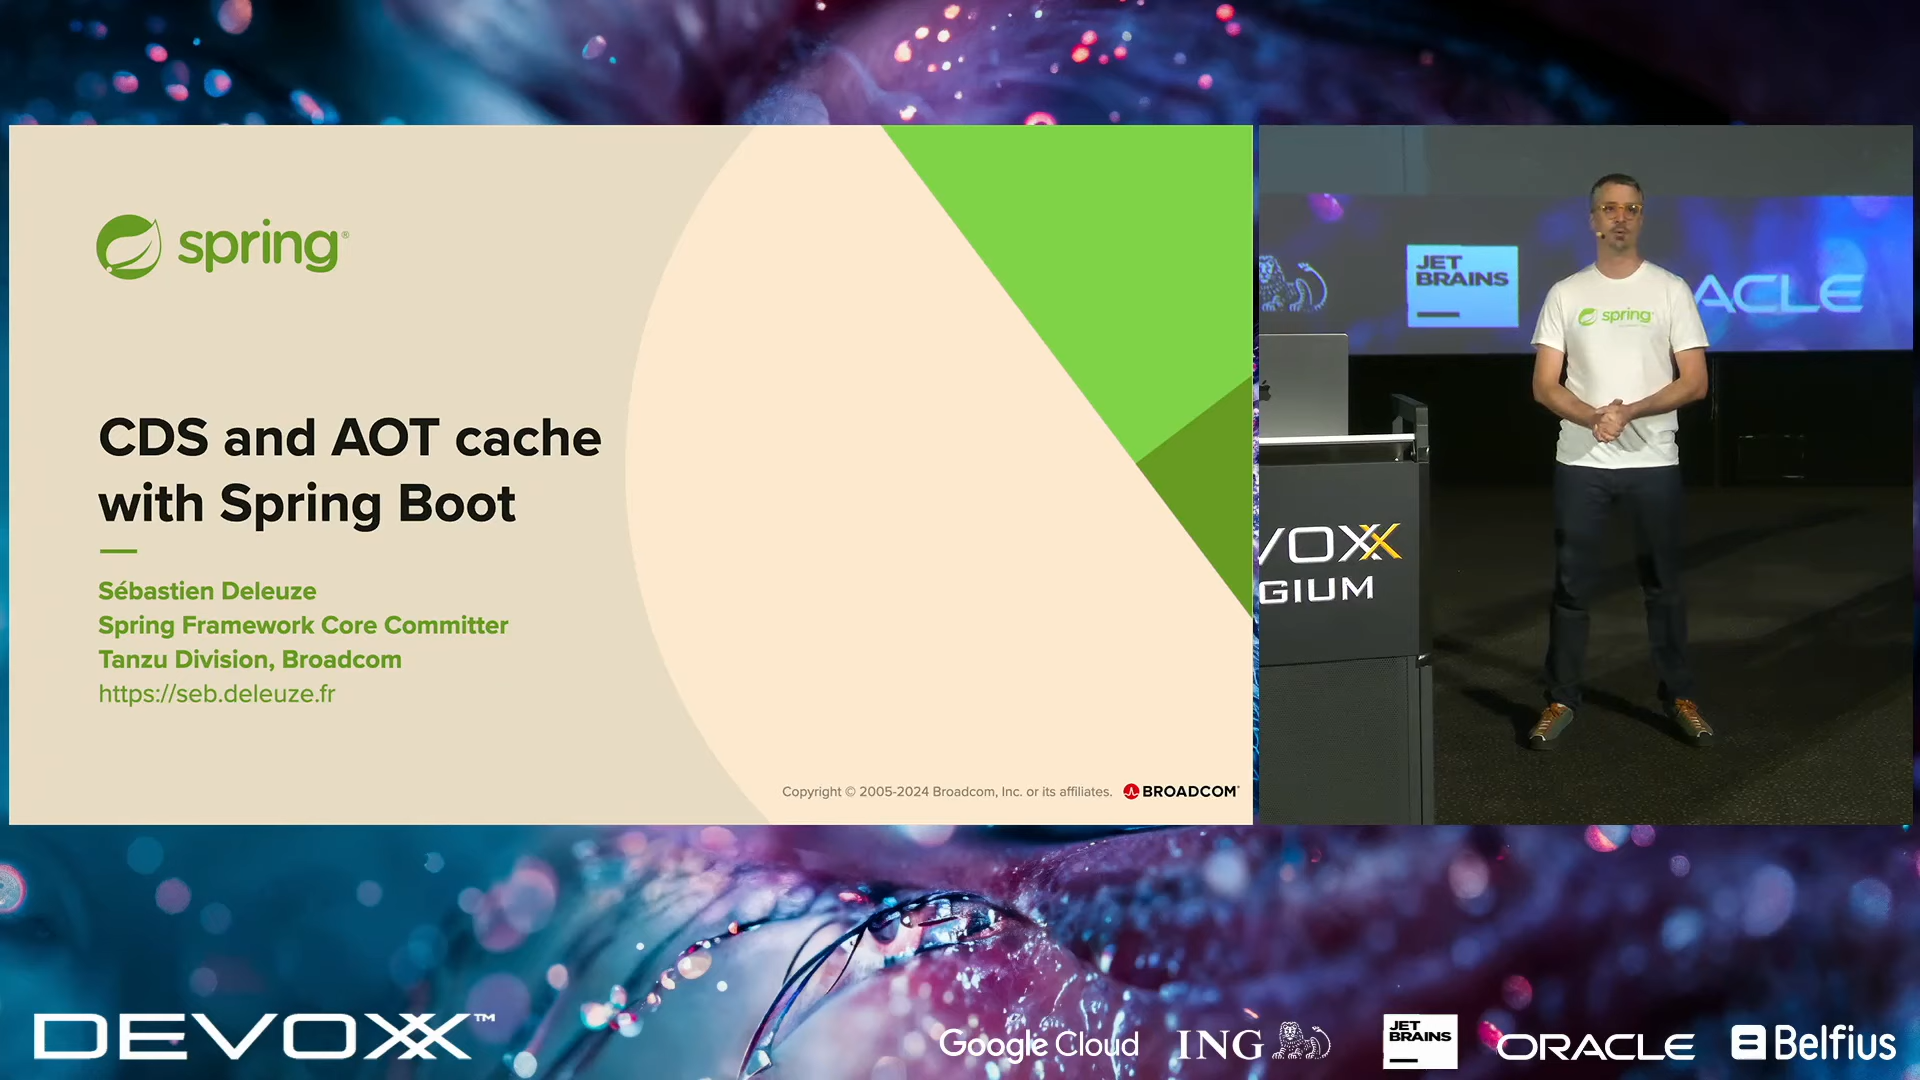 spring®
CDS and AOT cache
with Spring Boot
Sébastien Deleuze
Spring Framework Core Committer
Tanzu Division, Broadcom
https://seb.deleuze.fr
Copyright © 2005-2024 Broadcom, Inc. or its affiliates.
BROADCOM®
JET
BRAINS
ACLE
spring
VOXX
GIUM
DEVOXX™
Google Cloud
ING
JET
BRAINS
ORACLE
Belfius